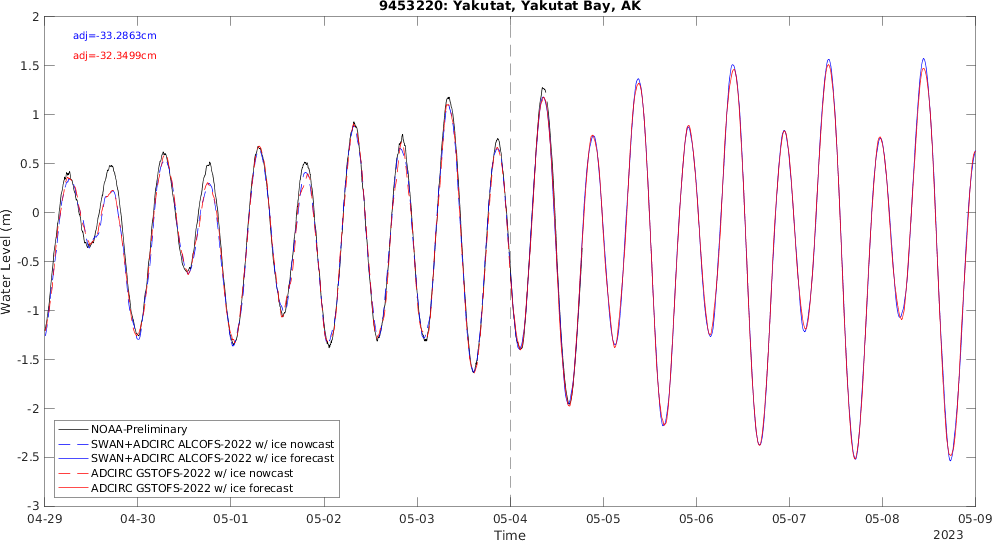 9453220: Yakutat, Yakutat Bay, AK
adj=-33.2863cm
adj=-32.3499cm
2
1.5
1
0.5
0
-0.5
-1
-1.5
-2
-2.5
-3
Water Level (m)
NOAA-Preliminary
SWAN+ADCIRC ALCOFS-2022 w/ ice nowcast
SWAN+ADCIRC ALCOFS-2022 w/ ice forecast
ADCIRC GSTOFS-2022 w/ ice nowcast
ADCIRC GSTOFS-2022 w/ ice forecast
04-29 04-30 05-01 05-02 05-03 05-04 05-05 05-06 05-07 05-08 05-09
Time
2023